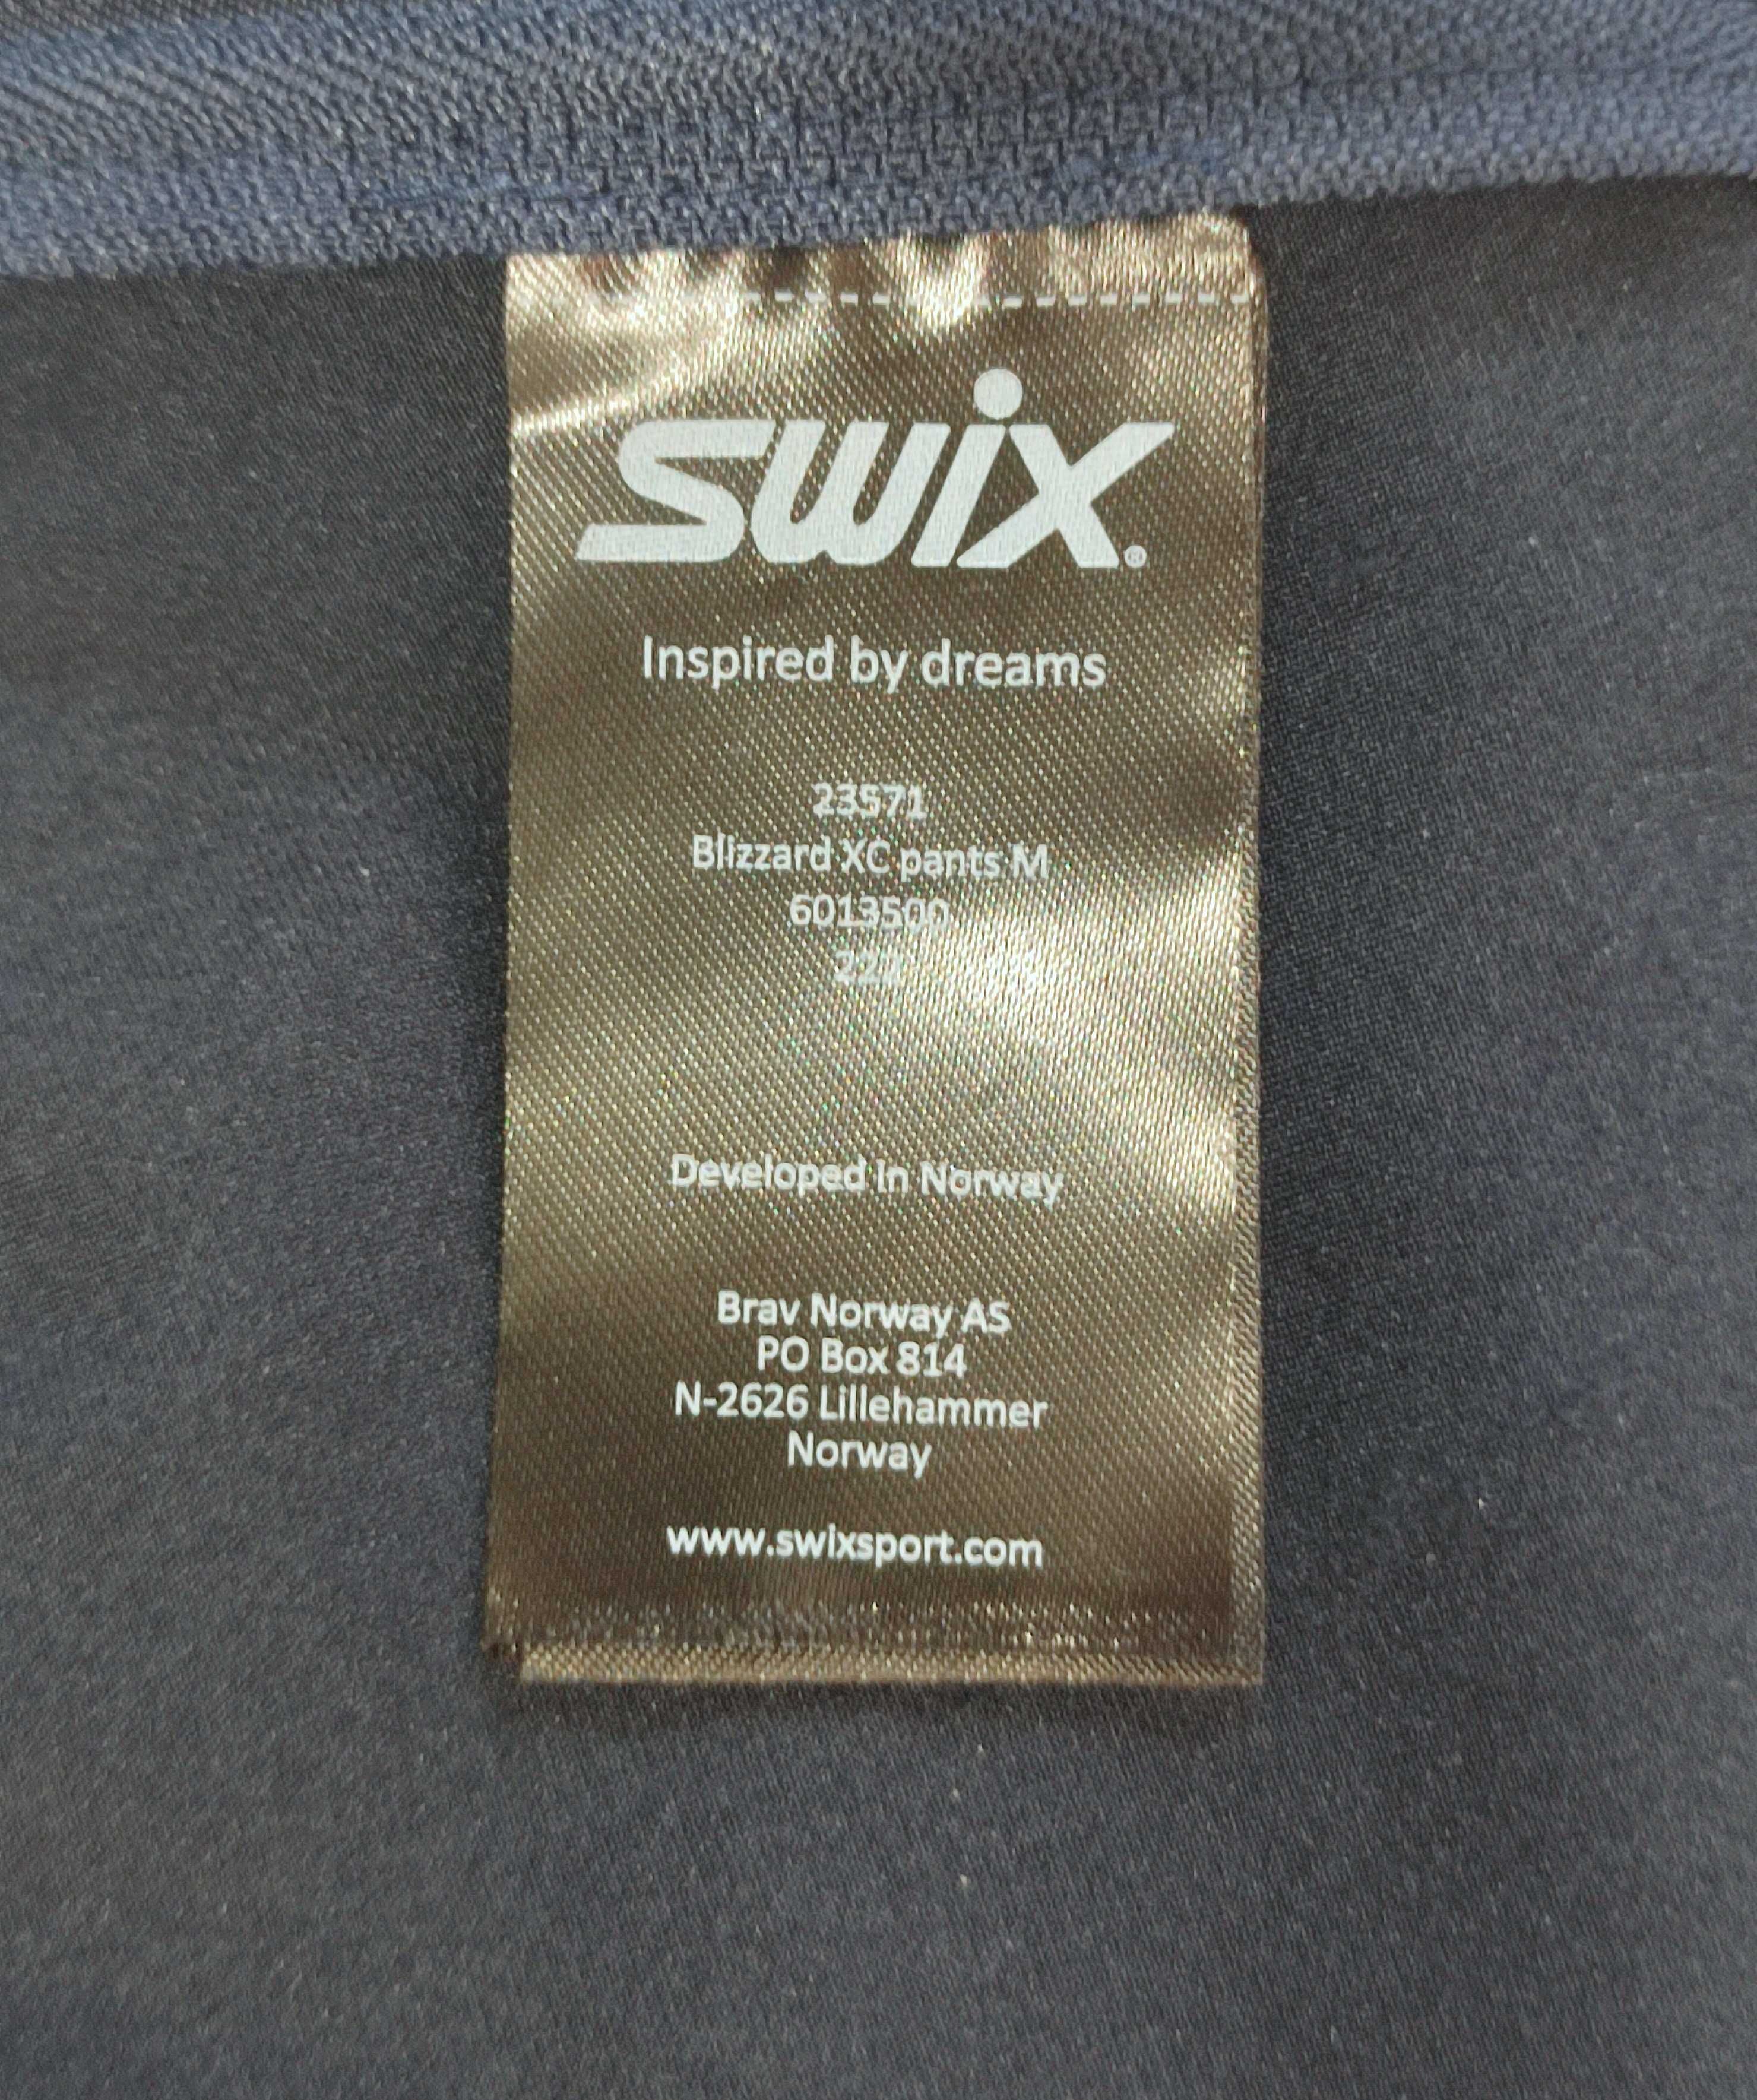 swix®
Inspired by dreams
23571
Blizzard XC pants M
6013500
Developed in Norway
Brav Norway AS
PO Box 814
N-2626 Lillehammer
Norway
www.swixsport.com